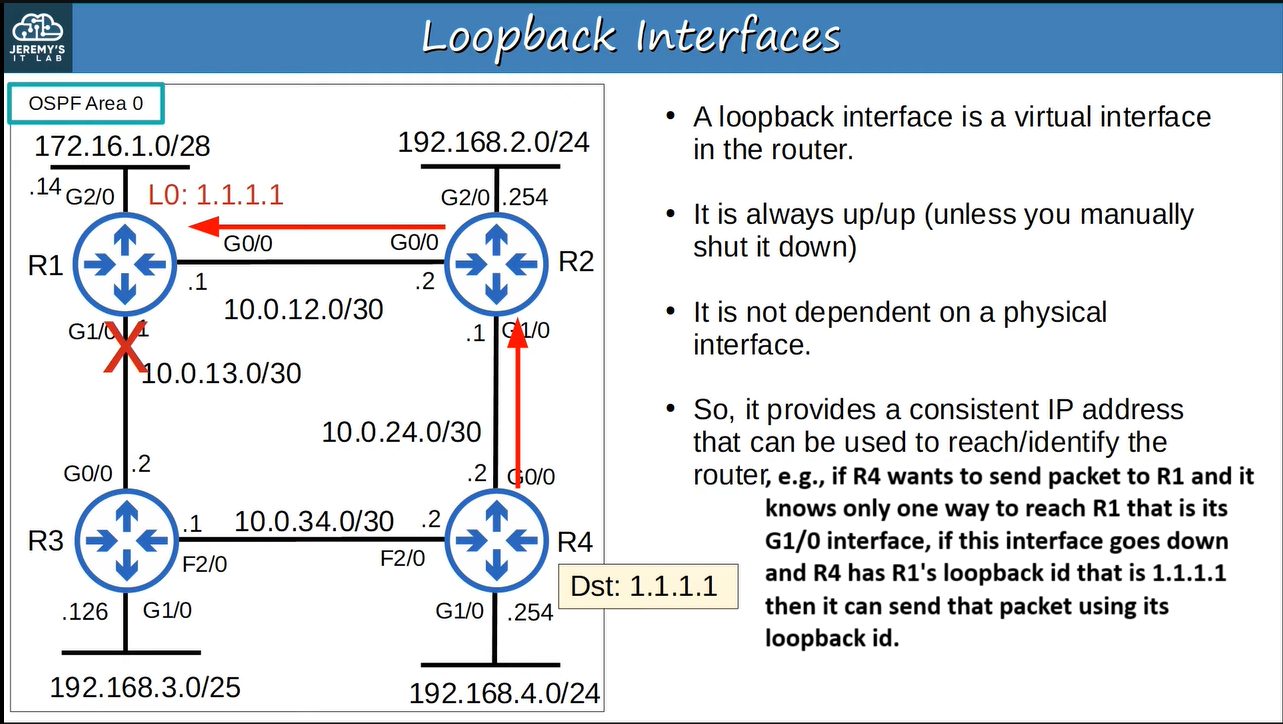 JEREMY'S
IT LAB
Loopback Interfaces
OSPF Area 0
172.16.1.0/28
192.168.2.0/24
.14
G2/0
L0: 1.1.1.1
G2/0
.254
G0/0
G0/0
R1
R2
.1
.2
10.0.12.0/30
G1/0
.1
.1
G1/0
10.0.13.0/30
10.0.24.0/30
G0/0
.2
.2
G0/0
R3
.1
10.0.34.0/30
.2
R4
F2/0
F2/0
Dst: 1.1.1.1
.126
G1/0
G1/0
.254
192.168.3.0/25
192.168.4.0/24
• A loopback interface is a virtual interface
in the router.
• It is always up/up (unless you manually
shut it down)
• It is not dependent on a physical
interface.
• So, it provides a consistent IP address
that can be used to reach/identify the
router, e.g., if R4 wants to send packet to R1 and it
knows only one way to reach R1 that is its
G1/0 interface, if this interface goes down
and R4 has R1's loopback id that is 1.1.1.1
then it can send that packet using its
loopback id.